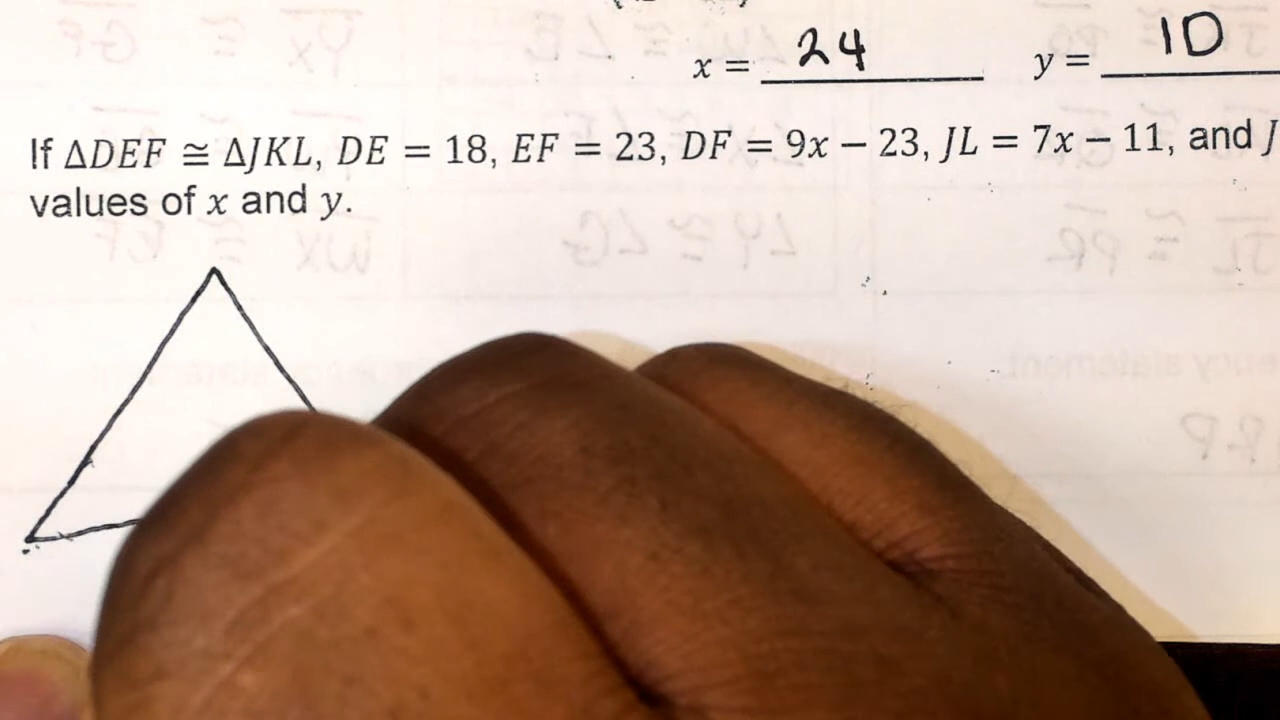 x = 24 y = 10
If ΔDEF ≅ ΔJKL, DE = 18, EF = 23, DF = 9x − 23, JL = 7x − 11, and J
values of x and y.